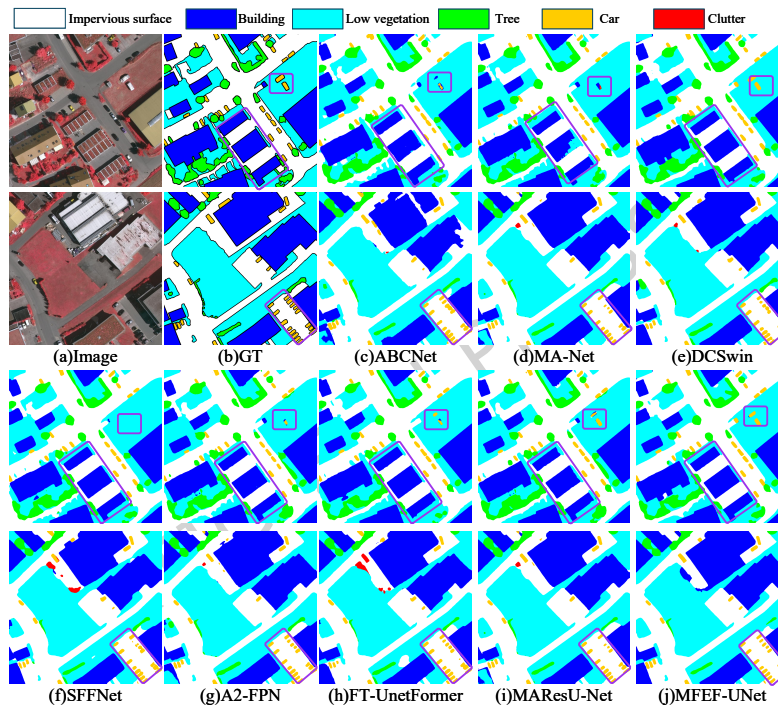 Impervious surface Building Low vegetation Tree Car Clutter
(a)Image (b)GT (c)ABCNet (d)MA-Net (e)DCSwin
(f)SFFNet (g)A2-FPN (h)FT-UnetFormer (i)MAResU-Net (j)MFEF-UNet